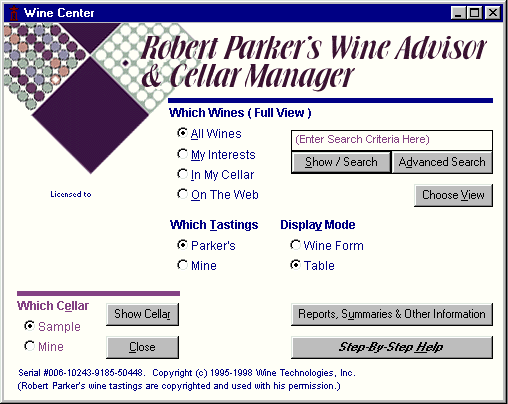 Wine Center
Robert Parker's Wine Advisor
& Cellar Manager
Which Wines ( Full View )
All Wines
(Enter Search Criteria Here)
My Interests
Show / Search
Advanced Search
In My Cellar
On The Web
Choose View
Licensed to
Which Tastings
Display Mode
Parker's
Wine Form
Mine
Table
Which Cellar
Show Cellar
Reports, Summaries & Other Information
Sample
Mine
Close
Step-By-Step Help
Serial #006-10243-9185-50448. Copyright (c) 1995-1998 Wine Technologies, Inc.
(Robert Parker's wine tastings are copyrighted and used with his permission.)